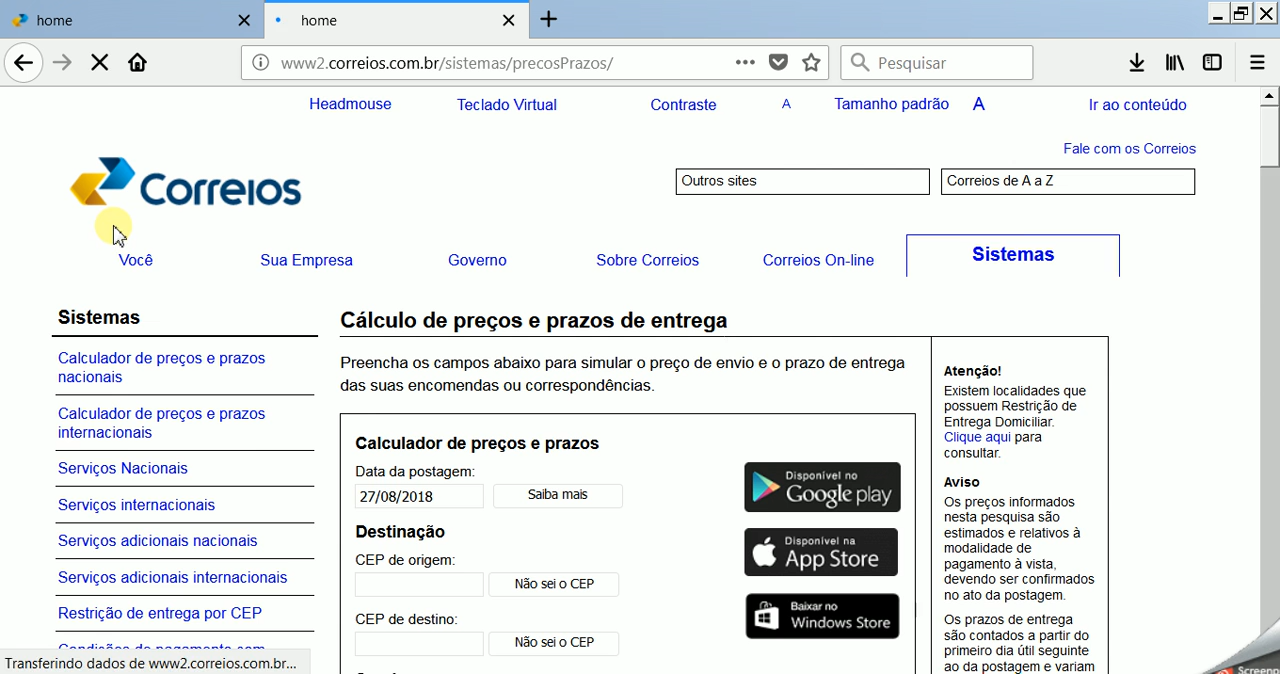 home
home
www2.correios.com.br/sistemas/precosPrazos/
Pesquisar
Headmouse
Teclado Virtual
Contraste
A
Tamanho padrão
A
Ir ao conteúdo
Fale com os Correios
Correios
Outros sites
Correios de A a Z
Você
Sua Empresa
Governo
Sobre Correios
Correios On-line
Sistemas
Sistemas
Calculador de preços e prazos
nacionais
Calculador de preços e prazos
internacionais
Serviços Nacionais
Serviços internacionais
Serviços adicionais nacionais
Serviços adicionais internacionais
Restrição de entrega por CEP
Condições de pagamento com
Cálculo de preços e prazos de entrega
Preencha os campos abaixo para simular o preço de envio e o prazo de entrega
das suas encomendas ou correspondências.
Calculador de preços e prazos
Data da postagem:
27/08/2018
Saiba mais
Destinação
CEP de origem:
Não sei o CEP
CEP de destino:
Não sei o CEP
Disponível no
Google play
Disponível na
App Store
Baixar no
Windows Store
Atenção!
Existem localidades que
possuem Restrição de
Entrega Domiciliar.
Clique aqui para
consultar.
Aviso
Os preços informados
nesta pesquisa são
estimados e relativos à
modalidade de
pagamento à vista,
devendo ser confirmados
no ato da postagem.
Os prazos de entrega
são contados a partir do
primeiro dia útil seguinte
ao da postagem e variam
Transferindo dados de www2.correios.com.br...